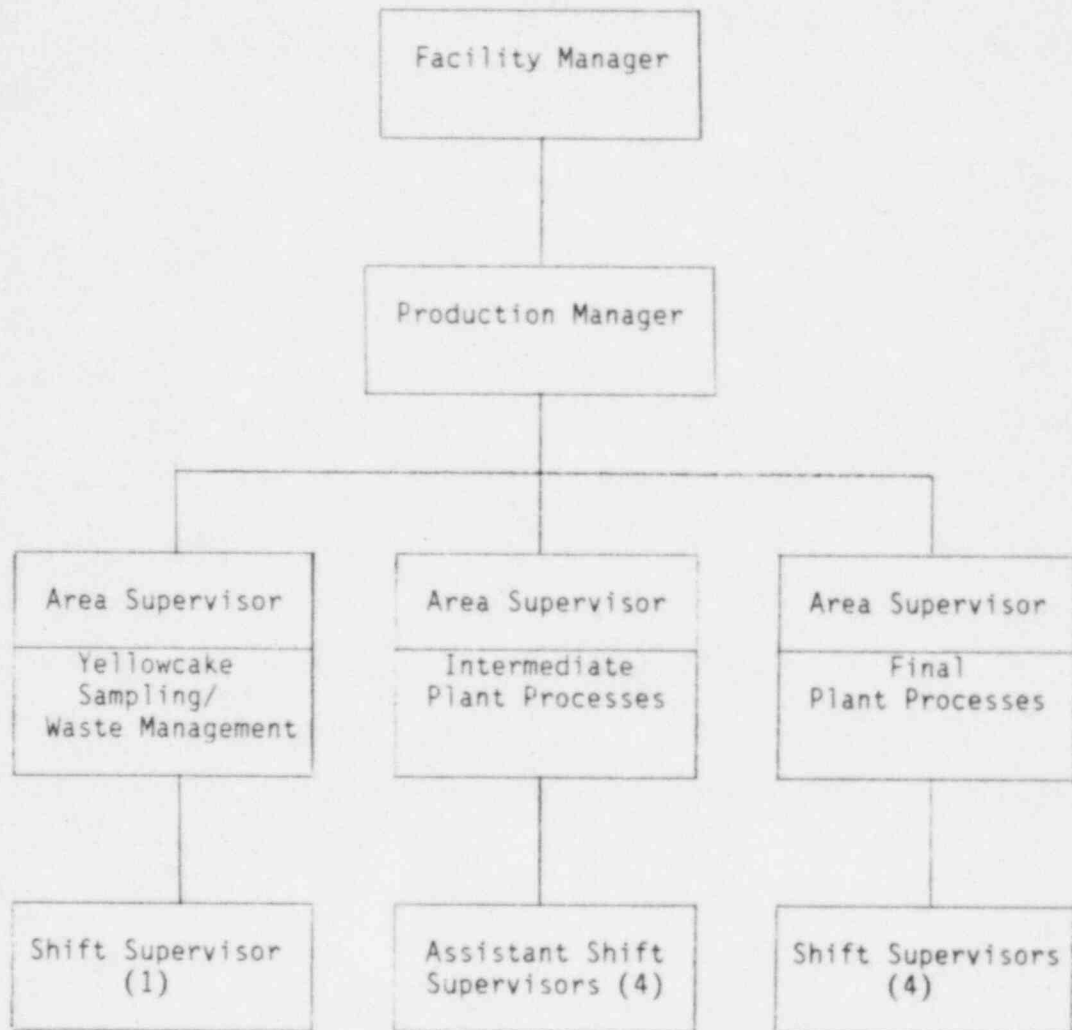 Facility Manager
Production Manager
Area Supervisor
Yellowcake
Sampling/
Waste Management
Area Supervisor
Intermediate
Plant Processes
Area Supervisor
Final
Plant Processes
Shift Supervisor
(1)
Assistant Shift
Supervisors (4)
Shift Supervisors
(4)